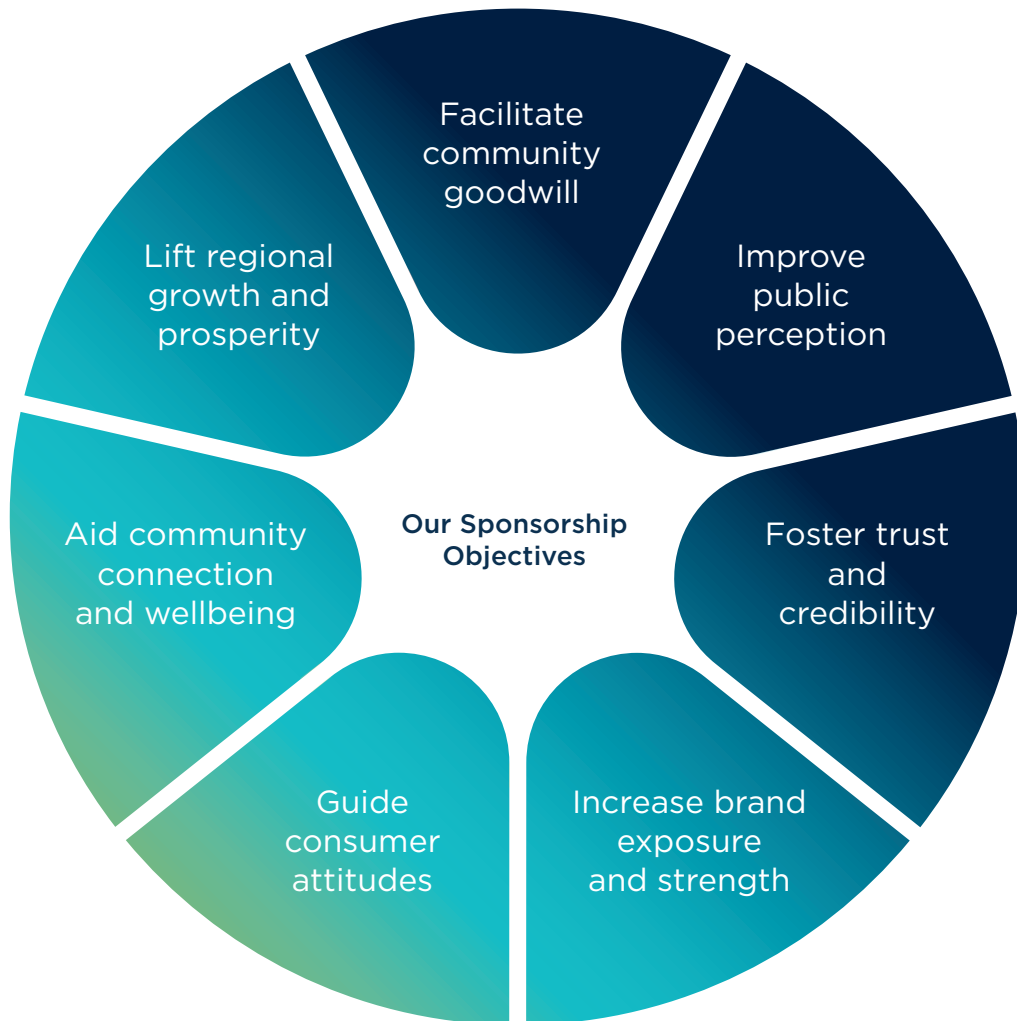 Facilitate
community
goodwill
Improve
public
perception
Foster trust
and
credibility
Increase brand
exposure
and strength
Guide
consumer
attitudes
Aid community
connection
and wellbeing
Lift regional
growth and
prosperity
Our Sponsorship
Objectives